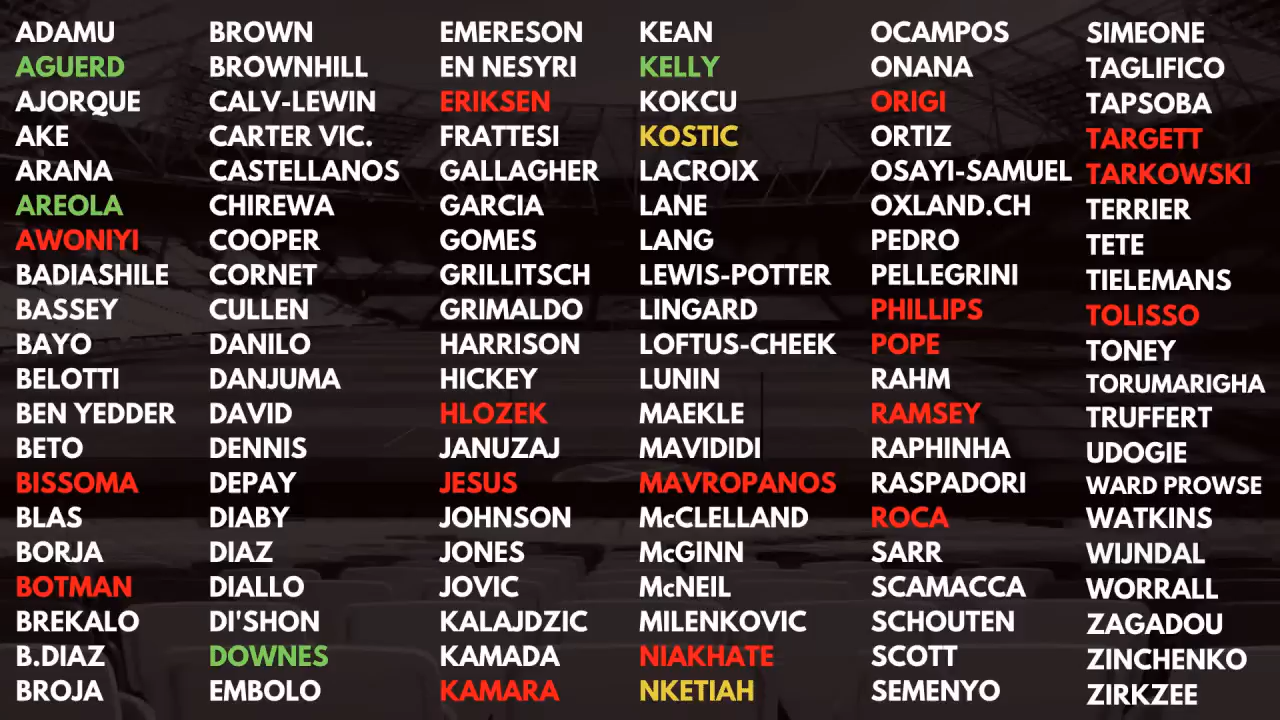 ADAMU
AGUERD
AJORQUE
AKE
ARANA
AREOLA
AWONIYI
BADIASHILE
BASSEY
BAYO
BELOTTI
BEN YEDDER
BETO
BISSOMA
BLAS
BORJA
BOTMAN
BREKALO
B.DIAZ
BROJA
BROWN
BROWNHILL
CALV-LEWIN
CARTER VIC.
CASTELLANOS
CHIREWA
COOPER
CORNET
CULLEN
DANILO
DANJUMA
DAVID
DENNIS
DEPAY
DIABY
DIAZ
DIALLO
DI'SHON
DOWNES
EMBOLO
EMERESON
EN NESYRI
ERIKSEN
FRATTESI
GALLAGHER
GARCIA
GOMES
GRILLITSCH
GRIMALDO
HARRISON
HICKEY
HLOZEK
JANUZAJ
JESUS
JOHNSON
JONES
JOVIC
KALAJDZIC
KAMADA
KAMARA
KEAN
KELLY
KOKCU
KOSTIC
LACROIX
LANE
LANG
LEWIS-POTTER
LINGARD
LOFTUS-CHEEK
LUNIN
MAEKLE
MAVIDIDI
MAVROPANOS
McCLELLAND
McGINN
McNEIL
MILENKOVIC
NIAKHATE
NKETIAH
OCAMPOS
ONANA
ORIGI
ORTIZ
OSAYI-SAMUEL
OXLAND.CH
PEDRO
PELLEGRINI
PHILLIPS
POPE
RAHM
RAMSEY
RAPHINHA
RASPADORI
ROCA
SARR
SCAMACCA
SCHOUTEN
SCOTT
SEMENYO
SIMEONE
TAGLIFICO
TAPSOBA
TARGETT
TARKOWSKI
TERRIER
TETE
TIELEMANS
TOLISSO
TONEY
TORUMARIGHA
TRUFFERT
UDOGIE
WARD PROWSE
WATKINS
WIJNDAL
WORRALL
ZAGADOU
ZINCHENKO
ZIRKZEE